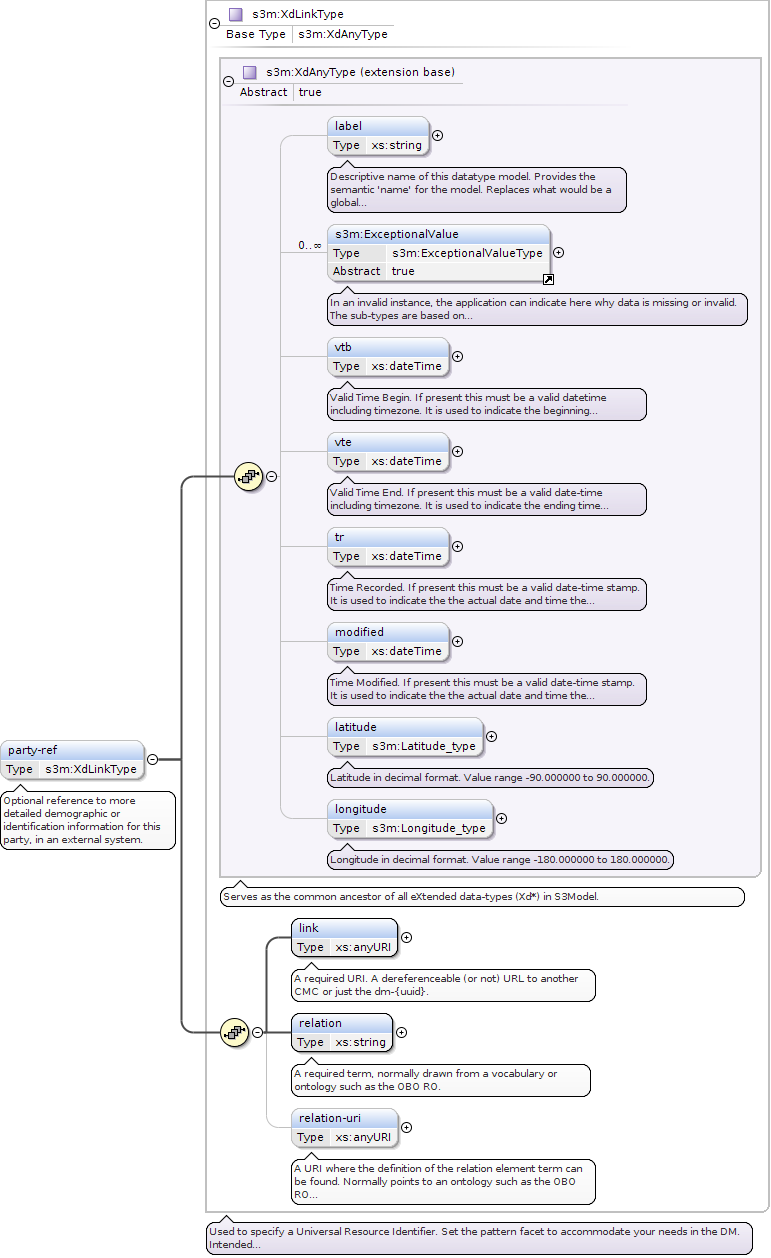 s3m:XdLinkType
Base Type s3m:XdAnyType
s3m:XdAnyType (extension base)
Abstract true
label
Type xs:string
Descriptive name of this datatype model. Provides the
semantic 'name' for the model. Replaces what would be a
global...
0..∞
s3m:ExceptionalValue
Type s3m:ExceptionalValueType
Abstract true
In an invalid instance, the application can indicate here why data is missing or invalid.
The sub-types are based on...
vtb
Type xs:dateTime
Valid Time Begin. If present this must be a valid datetime
including timezone. It is used to indicate the beginning...
vte
Type xs:dateTime
Valid Time End. If present this must be a valid date-time
including timezone. It is used to indicate the ending time...
tr
Type xs:dateTime
Time Recorded. If present this must be a valid date-time stamp.
It is used to indicate the the actual date and time the...
modified
Type xs:dateTime
Time Modified. If present this must be a valid date-time stamp.
It is used to indicate the the actual date and time the...
latitude
Type s3m:Latitude_type
Latitude in decimal format. Value range -90.000000 to 90.000000.
longitude
Type s3m:Longitude_type
Longitude in decimal format. Value range -180.000000 to 180.000000.
Serves as the common ancestor of all eXtended data-types (Xd*) in S3Model.
party-ref
Type s3m:XdLinkType
Optional reference to more
detailed demographic or
identification information for this
party, in an external system.
link
Type xs:anyURI
A required URI. A dereferenceable (or not) URL to another
CMC or just the dm-{uuid}.
relation
Type xs:string
A required term, normally drawn from a vocabulary or
ontology such as the OBO RO.
relation-uri
Type xs:anyURI
A URI where the definition of the relation element term can
be found. Normally points to an ontology such as the OBO
RO...
Used to specify a Universal Resource Identifier. Set the pattern facet to accommodate your needs in the DM.
Intended...